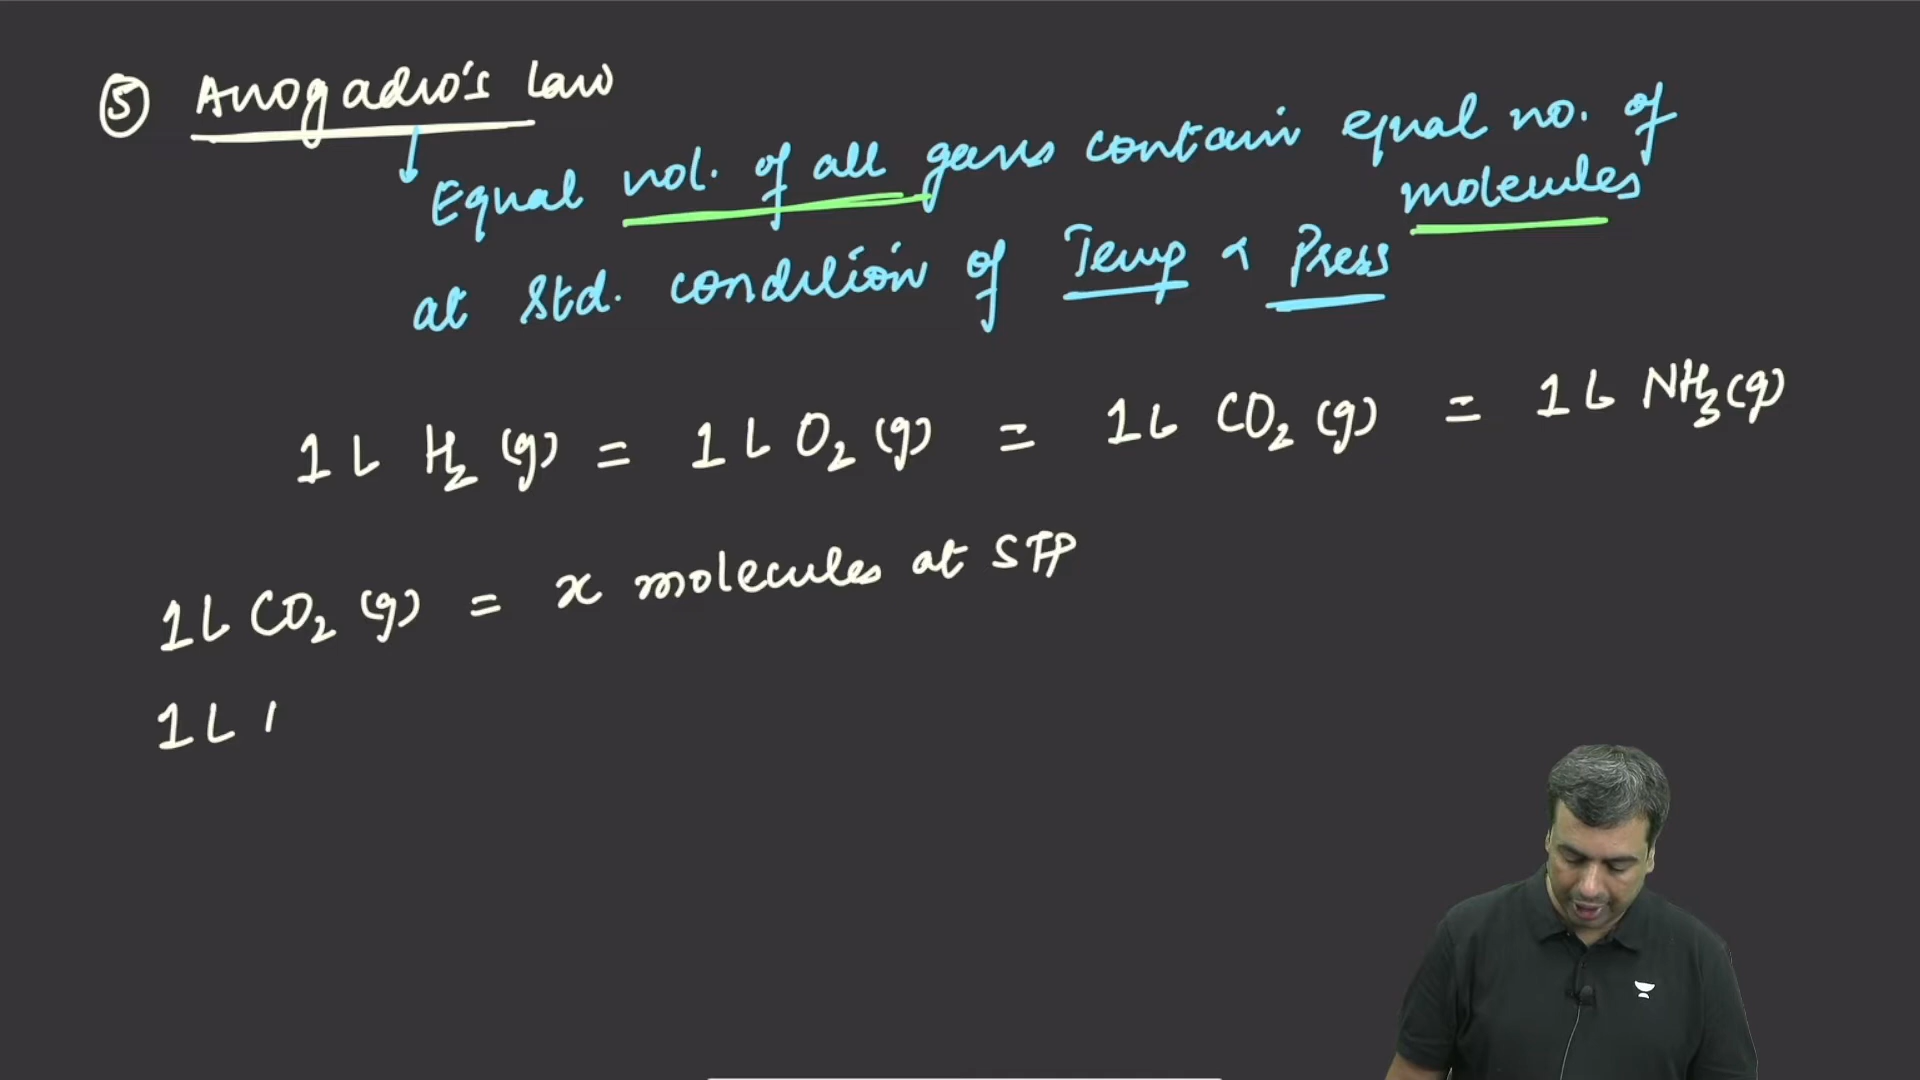 ⑤ Avogadro's Law
Equal vol. of all gases contain equal no. of
molecules
at Std. condition of Temp & Press
1 L H₂ (g) = 1 L O₂ (g) = 1 L CO₂ (g) = 1 L NH₃ (g)
1 L CO₂ (g) = x molecules at STP
1 L